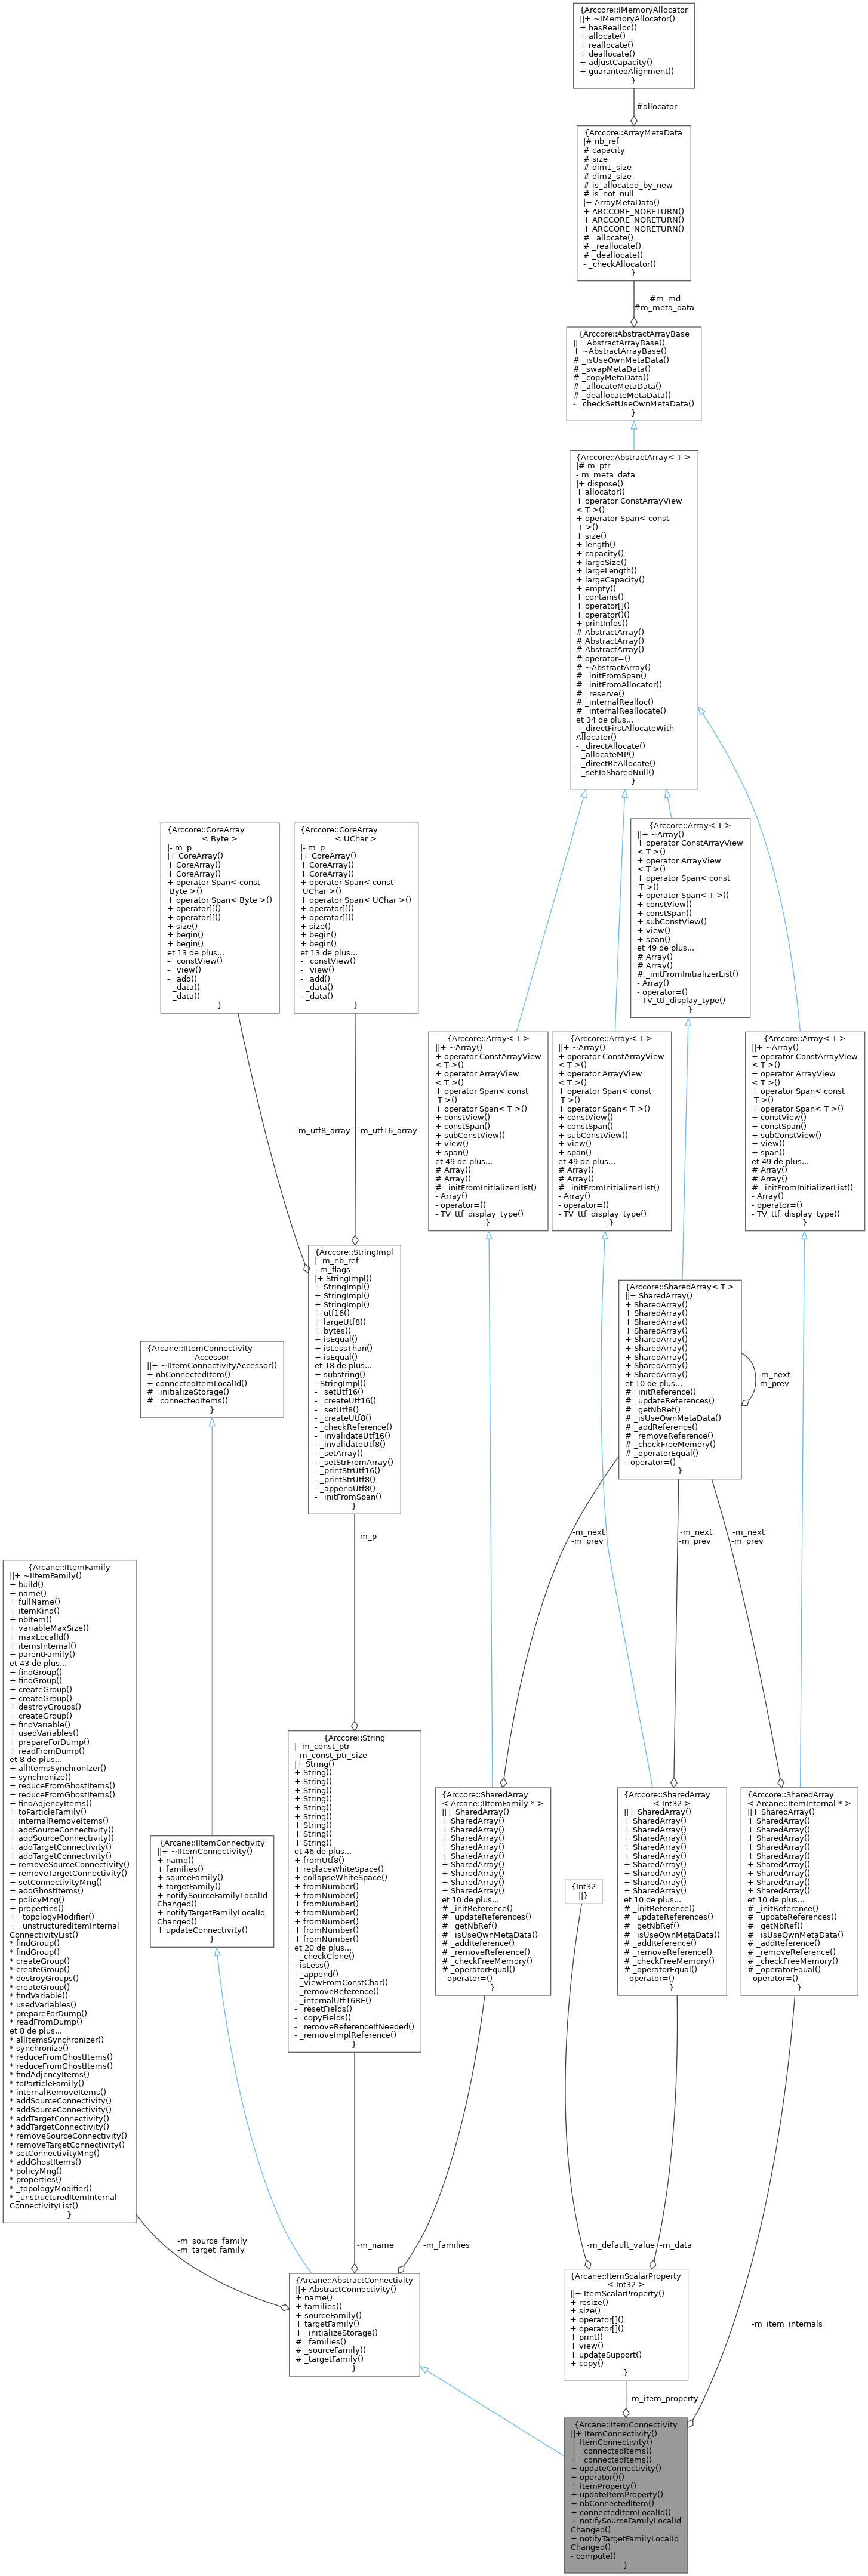 {Arccore::IMemoryAllocator
||+ ~IMemoryAllocator()
+ hasRealloc()
+ allocate()
+ reallocate()
+ deallocate()
+ adjustCapacity()
+ guarantedAlignment()
}
#allocator
{Arccore::ArrayMetaData
|# nb_ref
# capacity
# size
# dim1_size
# dim2_size
# is_allocated_by_new
# is_not_null
|+ ArrayMetaData()
+ ARCCORE_NORETURN()
+ ARCCORE_NORETURN()
+ ARCCORE_NORETURN()
# _allocate()
# _reallocate()
# _deallocate()
- _checkAllocator()
}
#m_md
#m_meta_data
{Arccore::AbstractArrayBase
||+ AbstractArrayBase()
+ ~AbstractArrayBase()
# _isUseOwnMetaData()
# _swapMetaData()
# _copyMetaData()
# _allocateMetaData()
# _deallocateMetaData()
- _checkSetUseOwnMetaData()
}
{Arccore::AbstractArray< T >
|# m_ptr
- m_meta_data
|+ dispose()
+ allocator()
+ operator ConstArrayView
< T >()
+ operator Span< const
T >()
+ size()
+ length()
+ capacity()
+ largeSize()
+ largeLength()
+ largeCapacity()
+ empty()
+ contains()
+ operator[]()
+ operator()()
+ printInfos()
# AbstractArray()
# AbstractArray()
# AbstractArray()
# operator=()
# ~AbstractArray()
# _initFromSpan()
# _initFromAllocator()
# _reserve()
# _internalRealloc()
# _internalReallocate()
et 34 de plus...
- _directFirstAllocateWith
Allocator()
- _directAllocate()
- _allocateMP()
- _directReAllocate()
- _setToSharedNull()
}
{Arccore::CoreArray
< Byte >
|- m_p
|+ CoreArray()
+ CoreArray()
+ CoreArray()
+ operator Span< const
Byte >()
+ operator Span< Byte >()
+ operator[]()
+ operator[]()
+ size()
+ begin()
+ begin()
et 13 de plus...
- _constView()
- _view()
- _add()
- _data()
- _data()
}
{Arccore::CoreArray
< UChar >
|- m_p
|+ CoreArray()
+ CoreArray()
+ CoreArray()
+ operator Span< const
UChar >()
+ operator Span< UChar >()
+ operator[]()
+ operator[]()
+ size()
+ begin()
+ begin()
et 13 de plus...
- _constView()
- _view()
- _add()
- _data()
- _data()
}
{Arccore::Array< T >
||+ ~Array()
+ operator ConstArrayView
< T >()
+ operator ArrayView
< T >()
+ operator Span< const
T >()
+ operator Span< T >()
+ constView()
+ constSpan()
+ subConstView()
+ view()
+ span()
et 49 de plus...
# Array()
# Array()
# _initFromInitializerList()
- Array()
- operator=()
- TV_ttf_display_type()
}
{Arccore::Array< T >
||+ ~Array()
+ operator ConstArrayView
< T >()
+ operator ArrayView
< T >()
+ operator Span< const
T >()
+ operator Span< T >()
+ constView()
+ constSpan()
+ subConstView()
+ view()
+ span()
et 49 de plus...
# Array()
# Array()
# _initFromInitializerList()
- Array()
- operator=()
- TV_ttf_display_type()
}
{Arccore::Array< T >
||+ ~Array()
+ operator ConstArrayView
< T >()
+ operator ArrayView
< T >()
+ operator Span< const
T >()
+ operator Span< T >()
+ constView()
+ constSpan()
+ subConstView()
+ view()
+ span()
et 49 de plus...
# Array()
# Array()
# _initFromInitializerList()
- Array()
- operator=()
- TV_ttf_display_type()
}
{Arccore::Array< T >
||+ ~Array()
+ operator ConstArrayView
< T >()
+ operator ArrayView
< T >()
+ operator Span< const
T >()
+ operator Span< T >()
+ constView()
+ constSpan()
+ subConstView()
+ view()
+ span()
et 49 de plus...
# Array()
# Array()
# _initFromInitializerList()
- Array()
- operator=()
- TV_ttf_display_type()
}
-m_utf8_array
-m_utf16_array
{Arccore::StringImpl
|- m_nb_ref
- m_flags
|+ StringImpl()
+ StringImpl()
+ StringImpl()
+ StringImpl()
+ utf16()
+ largeUtf8()
+ bytes()
+ isEqual()
+ isLessThan()
+ isEqual()
et 18 de plus...
+ substring()
- StringImpl()
- _setUtf16()
- _createUtf16()
- _setUtf8()
- _createUtf8()
- _checkReference()
- _invalidateUtf16()
- _invalidateUtf8()
- _setArray()
- _setStrFromArray()
- _printStrUtf16()
- _printStrUtf8()
- _appendUtf8()
- _initFromSpan()
}
{Arccore::SharedArray< T >
||+ SharedArray()
+ SharedArray()
+ SharedArray()
+ SharedArray()
+ SharedArray()
+ SharedArray()
+ SharedArray()
+ SharedArray()
+ SharedArray()
+ SharedArray()
et 10 de plus...
# _initReference()
# _updateReferences()
# _getNbRef()
# _isUseOwnMetaData()
# _addReference()
# _removeReference()
# _checkFreeMemory()
# _operatorEqual()
- operator=()
}
-m_next
-m_prev
{Arcane::IItemConnectivity
Accessor
||+ ~IItemConnectivityAccessor()
+ nbConnectedItem()
+ connectedItemLocalId()
# _initializeStorage()
# _connectedItems()
}
-m_p
-m_next
-m_prev
-m_next
-m_prev
-m_next
-m_prev
{Arcane::IItemFamily
||+ ~IItemFamily()
+ build()
+ name()
+ fullName()
+ itemKind()
+ nbItem()
+ variableMaxSize()
+ maxLocalId()
+ itemsInternal()
+ parentFamily()
et 43 de plus...
+ findGroup()
+ findGroup()
+ createGroup()
+ createGroup()
+ destroyGroups()
+ createGroup()
+ findVariable()
+ usedVariables()
+ prepareForDump()
+ readFromDump()
et 8 de plus...
+ allItemsSynchronizer()
+ synchronize()
+ reduceFromGhostItems()
+ reduceFromGhostItems()
+ findAdjencyItems()
+ toParticleFamily()
+ internalRemoveItems()
+ addSourceConnectivity()
+ addSourceConnectivity()
+ addTargetConnectivity()
+ addTargetConnectivity()
+ removeSourceConnectivity()
+ removeTargetConnectivity()
+ setConnectivityMng()
+ addGhostItems()
+ policyMng()
+ properties()
+ _topologyModifier()
+ _unstructuredItemInternal
ConnectivityList()
* findGroup()
* findGroup()
* createGroup()
* createGroup()
* destroyGroups()
* createGroup()
* findVariable()
* usedVariables()
* prepareForDump()
* readFromDump()
et 8 de plus...
* allItemsSynchronizer()
* synchronize()
* reduceFromGhostItems()
* reduceFromGhostItems()
* findAdjencyItems()
* toParticleFamily()
* internalRemoveItems()
* addSourceConnectivity()
* addSourceConnectivity()
* addTargetConnectivity()
* addTargetConnectivity()
* removeSourceConnectivity()
* removeTargetConnectivity()
* setConnectivityMng()
* addGhostItems()
* policyMng()
* properties()
* _topologyModifier()
* _unstructuredItemInternal
ConnectivityList()
}
{Arcane::IItemConnectivity
||+ ~IItemConnectivity()
+ name()
+ families()
+ sourceFamily()
+ targetFamily()
+ notifySourceFamilyLocalId
Changed()
+ notifyTargetFamilyLocalId
Changed()
+ updateConnectivity()
}
{Arccore::String
|- m_const_ptr
- m_const_ptr_size
|+ String()
+ String()
+ String()
+ String()
+ String()
+ String()
+ String()
+ String()
+ String()
+ String()
et 46 de plus...
+ fromUtf8()
+ replaceWhiteSpace()
+ collapseWhiteSpace()
+ fromNumber()
+ fromNumber()
+ fromNumber()
+ fromNumber()
+ fromNumber()
+ fromNumber()
+ fromNumber()
et 20 de plus...
- _checkClone()
- isLess()
- _append()
- _viewFromConstChar()
- _removeReference()
- _internalUtf16BE()
- _resetFields()
- _copyFields()
- _removeReferenceIfNeeded()
- _removeImplReference()
}
{Arccore::SharedArray
< Arcane::IItemFamily * >
||+ SharedArray()
+ SharedArray()
+ SharedArray()
+ SharedArray()
+ SharedArray()
+ SharedArray()
+ SharedArray()
+ SharedArray()
+ SharedArray()
+ SharedArray()
et 10 de plus...
# _initReference()
# _updateReferences()
# _getNbRef()
# _isUseOwnMetaData()
# _addReference()
# _removeReference()
# _checkFreeMemory()
# _operatorEqual()
- operator=()
}
{Int32
||}
{Arccore::SharedArray
< Int32 >
||+ SharedArray()
+ SharedArray()
+ SharedArray()
+ SharedArray()
+ SharedArray()
+ SharedArray()
+ SharedArray()
+ SharedArray()
+ SharedArray()
+ SharedArray()
et 10 de plus...
# _initReference()
# _updateReferences()
# _getNbRef()
# _isUseOwnMetaData()
# _addReference()
# _removeReference()
# _checkFreeMemory()
# _operatorEqual()
- operator=()
}
{Arccore::SharedArray
< Arcane::ItemInternal * >
||+ SharedArray()
+ SharedArray()
+ SharedArray()
+ SharedArray()
+ SharedArray()
+ SharedArray()
+ SharedArray()
+ SharedArray()
+ SharedArray()
+ SharedArray()
et 10 de plus...
# _initReference()
# _updateReferences()
# _getNbRef()
# _isUseOwnMetaData()
# _addReference()
# _removeReference()
# _checkFreeMemory()
# _operatorEqual()
- operator=()
}
-m_source_family
-m_target_family
-m_name
-m_families
-m_default_value
-m_data
{Arcane::AbstractConnectivity
||+ AbstractConnectivity()
+ name()
+ families()
+ sourceFamily()
+ targetFamily()
+ _initializeStorage()
# _families()
# _sourceFamily()
# _targetFamily()
}
{Arcane::ItemScalarProperty
< Int32 >
||+ ItemScalarProperty()
+ resize()
+ size()
+ operator[]()
+ operator[]()
+ print()
+ view()
+ updateSupport()
+ copy()
}
-m_item_internals
-m_item_property
{Arcane::ItemConnectivity
||+ ItemConnectivity()
+ ItemConnectivity()
+ _connectedItems()
+ _connectedItems()
+ updateConnectivity()
+ operator()()
+ itemProperty()
+ updateItemProperty()
+ nbConnectedItem()
+ connectedItemLocalId()
+ notifySourceFamilyLocalId
Changed()
+ notifyTargetFamilyLocalId
Changed()
- compute()
}